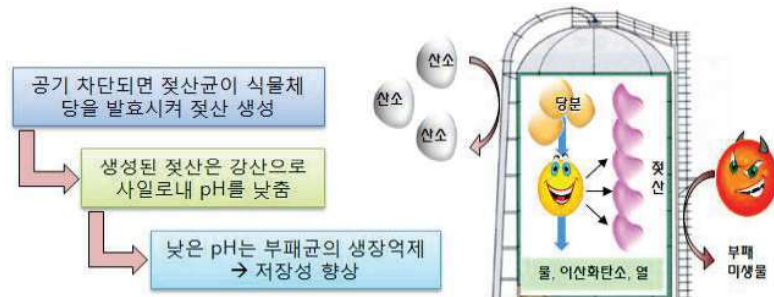 공기 차단되면 젖산균이 식물체
당을 발효시켜 젖산 생성
생성된 젖산은 강산으로
사일로내 pH를 낮춤
낮은 pH는 부패균의 생장억제
→ 저장성 향상
산소
산소
산소
당분
젖
산
물, 이산화탄소, 열
부패
미생물